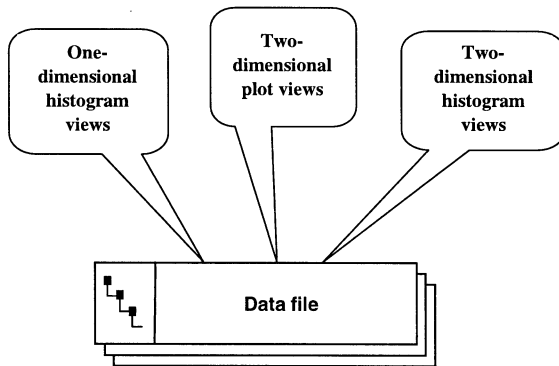 One-
dimensional
histogram
views
Two-
dimensional
plot views
Two-
dimensional
histogram
views
Data file